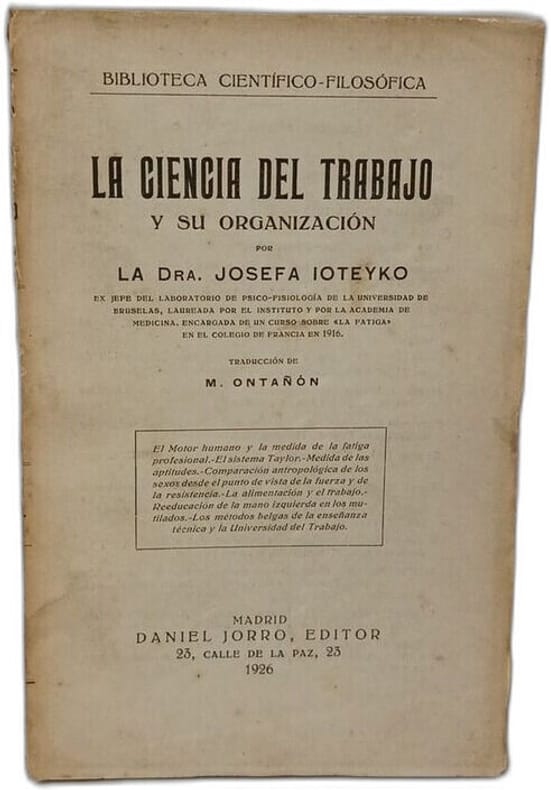 BIBLIOTECA CIENTÍFICO-FILOSÓFICA
LA CIENCIA DEL TRABAJO
Y SU ORGANIZACIÓN
POR
LA DRA. JOSEFA IOTEYKO
EX JEFE DEL LABORATORIO DE PSICO-FISIOLOGÍA DE LA UNIVERSIDAD DE
BRUSELAS, LAUREADA POR EL INSTITUTO Y POR LA ACADEMIA DE
MEDICINA, ENCARGADA DE UN CURSO SOBRE «LA FATIGA»
EN EL COLEGIO DE FRANCIA EN 1916.
TRADUCCIÓN DE
M. ONTAÑÓN
El Motor humano y la medida de la fatiga
profesional.-El sistema Taylor.-Medida de las
aptitudes.-Comparación antropológica de los
sexos desde el punto de vista de la fuerza y de
la resistencia.-La alimentación y el trabajo.-
Reeducación de la mano izquierda en los mu-
tilados.-Los métodos belgas de la enseñanza
técnica y la Universidad del Trabajo.
MADRID
DANIEL JORRO, EDITOR
23, CALLE DE LA PAZ, 23
1926